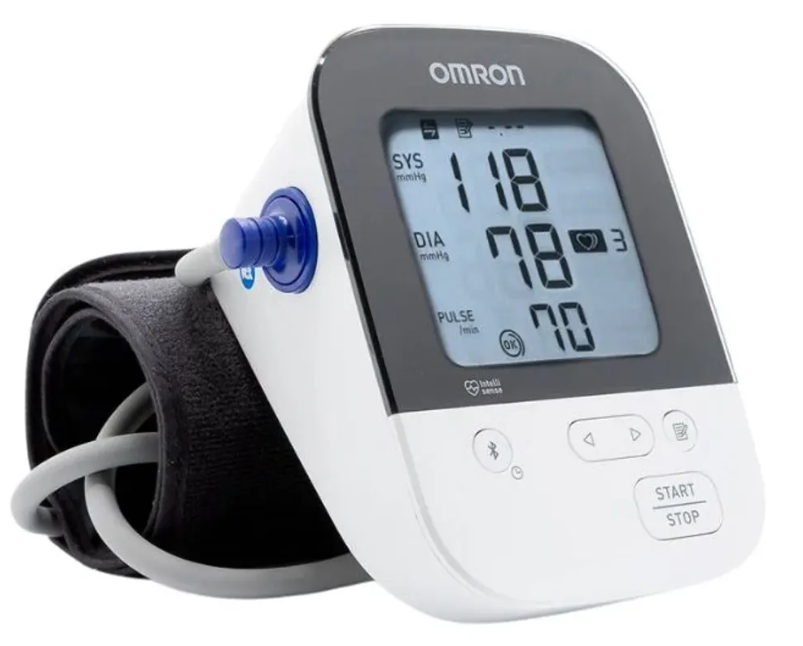 OMRON
SYS
mmHg
118
DIA
mmHg
78
3
PULSE
/min
70
OK
Intelli
sense
START
STOP